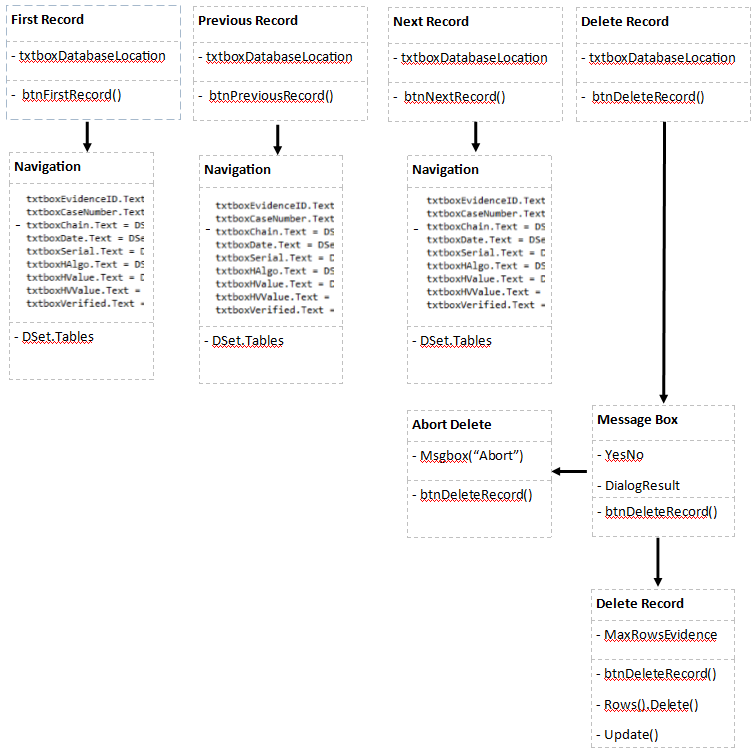 First Record
- txtboxDatabaseLocation
- btnFirstRecord()
Previous Record
- txtboxDatabaseLocation
- btnPreviousRecord()
Next Record
- txtboxDatabaseLocation
- btnNextRecord()
Delete Record
- txtboxDatabaseLocation
- btnDeleteRecord()
Navigation
txtboxEvidenceID.Text
txtboxCaseNumber.Text
- txtboxChain.Text = DS
txtboxDate.Text = DSe
txtboxSerial.Text = D
txtboxHAlgo.Text = DS
txtboxHValue.Text = D
txtboxHVValue.Text =
txtboxVerified.Text =
- DSet.Tables
Navigation
txtboxEvidenceID.Text
txtboxCaseNumber.Text
- txtboxChain.Text = DS
txtboxDate.Text = DSe
txtboxSerial.Text = D
txtboxHAlgo.Text = DS
txtboxHValue.Text = D
txtboxHVValue.Text =
txtboxVerified.Text =
- DSet.Tables
Navigation
txtboxEvidenceID.Text
txtboxCaseNumber.Text
- txtboxChain.Text = DS
txtboxDate.Text = DSe
txtboxSerial.Text = D
txtboxHAlgo.Text = DS
txtboxHValue.Text = D
txtboxHVValue.Text =
txtboxVerified.Text =
- DSet.Tables
Abort Delete
- Msgbox(“Abort”)
- btnDeleteRecord()
Message Box
- YesNo
- DialogResult
- btnDeleteRecord()
Delete Record
- MaxRowsEvidence
- btnDeleteRecord()
- Rows().Delete()
- Update()